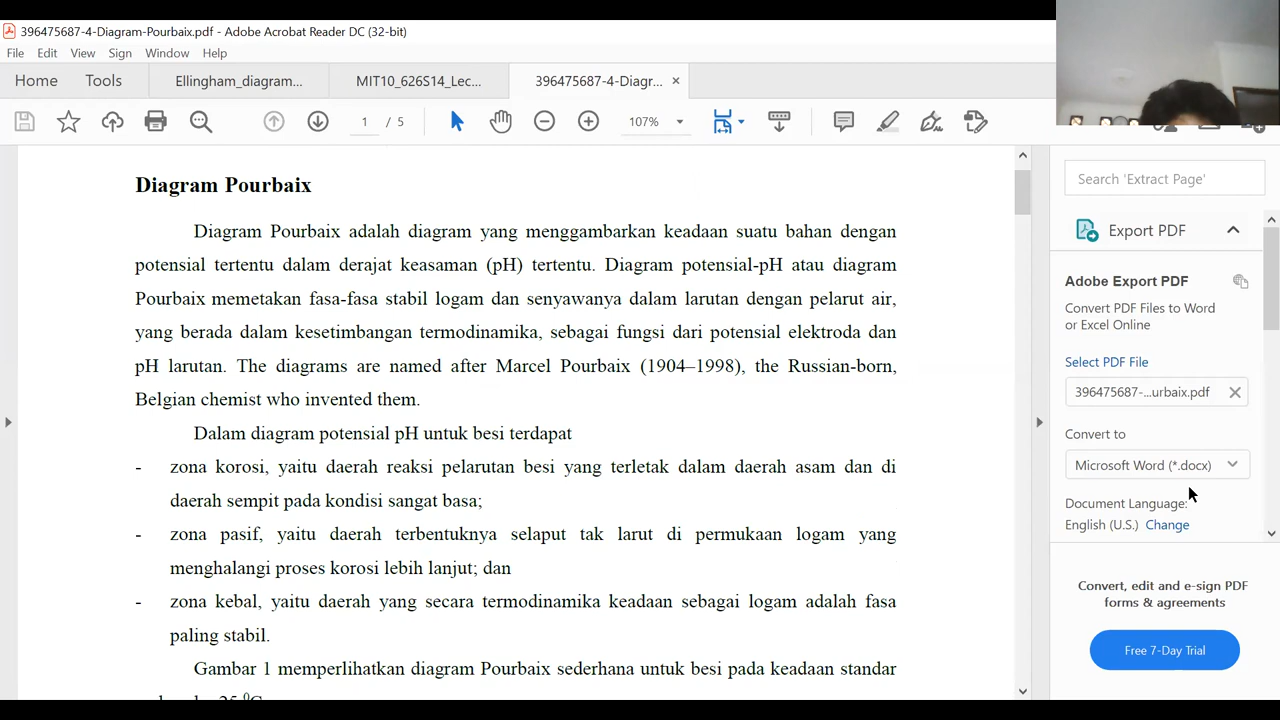 396475687-4-Diagram-Pourbaix.pdf - Adobe Acrobat Reader DC (32-bit)
File Edit View Sign Window Help
Home Tools Ellingham_diagram... MIT10_626S14_Lec... 396475687-4-Diagr... ×
1 / 5 107%
Diagram Pourbaix
Diagram Pourbaix adalah diagram yang menggambarkan keadaan suatu bahan dengan
potensial tertentu dalam derajat keasaman (pH) tertentu. Diagram potensial-pH atau diagram
Pourbaix memetakan fasa-fasa stabil logam dan senyawanya dalam larutan dengan pelarut air,
yang berada dalam kesetimbangan termodinamika, sebagai fungsi dari potensial elektroda dan
pH larutan. The diagrams are named after Marcel Pourbaix (1904–1998), the Russian-born,
Belgian chemist who invented them.
Dalam diagram potensial pH untuk besi terdapat
- zona korosi, yaitu daerah reaksi pelarutan besi yang terletak dalam daerah asam dan di
daerah sempit pada kondisi sangat basa;
- zona pasif, yaitu daerah terbentuknya selaput tak larut di permukaan logam yang
menghalangi proses korosi lebih lanjut; dan
- zona kebal, yaitu daerah yang secara termodinamika keadaan sebagai logam adalah fasa
paling stabil.
Gambar 1 memperlihatkan diagram Pourbaix sederhana untuk besi pada keadaan standar
Search 'Extract Page'
Export PDF
Adobe Export PDF
Convert PDF Files to Word
or Excel Online
Select PDF File
396475687-...urbaix.pdf
Convert to
Microsoft Word (*.docx)
Document Language:
English (U.S.) Change
Convert, edit and e-sign PDF
forms & agreements
Free 7-Day Trial